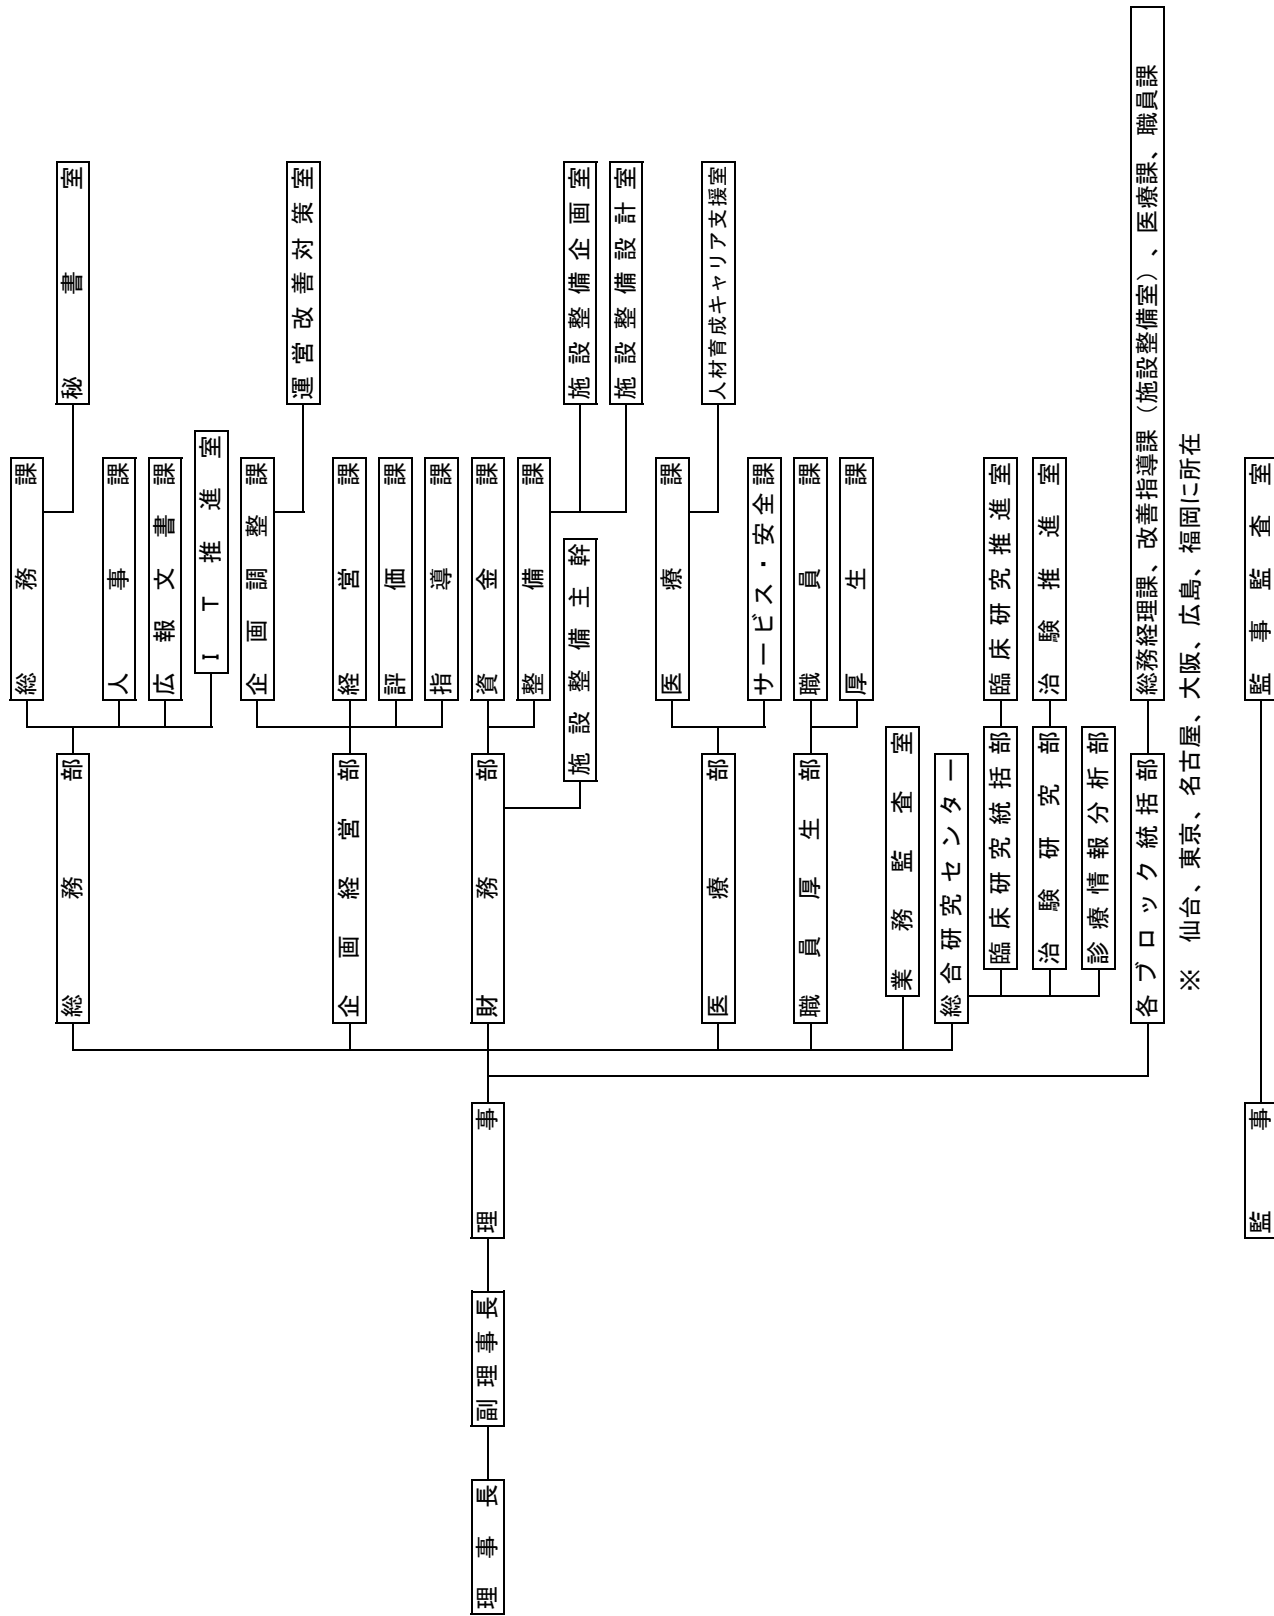 理事長
副理事長
理事
総務部
総務課
秘書室
人事課
広報文書課
ＩＴ推進室
企画経営部
企画調整課
運営改善対策室
経営課
評価課
指導課
財務部
資金課
整備課
施設整備企画室
施設整備設計室
施設整備主幹
医療部
医療課
人材育成キャリア支援室
サービス・安全課
職員厚生部
職員課
厚生課
業務監査室
総合研究センター
臨床研究統括部
臨床研究推進室
治験研究部
治験推進室
診療情報分析部
各ブロック統括部
総務経理課、改善指導課（施設整備室）、医療課、職員課
※　仙台、東京、名古屋、大阪、広島、福岡に所在
監事
監事監査室